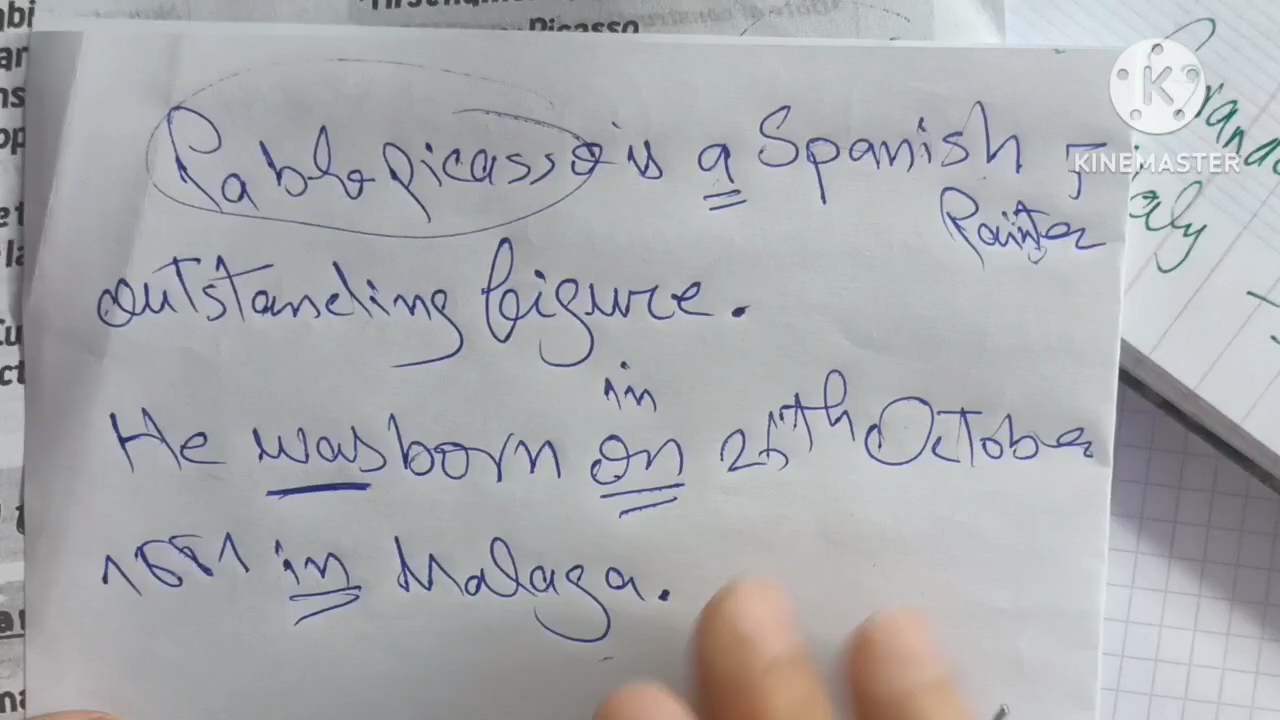 Picasso
Pablo picasso is a Spanish
Painter
outstanding figure.
in
He was born on 25th October
1881 in Malaga.
K
KINEMASTER